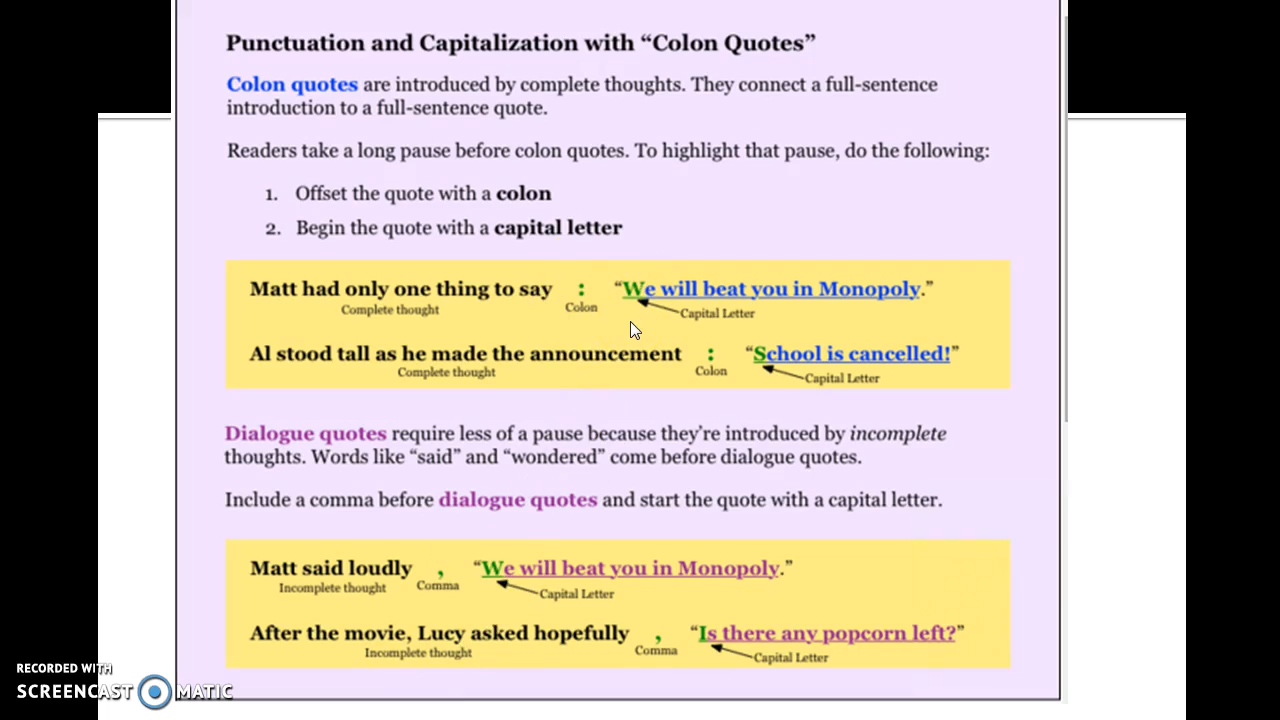 Punctuation and Capitalization with “Colon Quotes”
Colon quotes are introduced by complete thoughts. They connect a full-sentence
introduction to a full-sentence quote.
Readers take a long pause before colon quotes. To highlight that pause, do the following:
1. Offset the quote with a colon
2. Begin the quote with a capital letter
Matt had only one thing to say : “We will beat you in Monopoly.”
Complete thought Colon Capital Letter
Al stood tall as he made the announcement : “School is cancelled!”
Complete thought Colon Capital Letter
Dialogue quotes require less of a pause because they’re introduced by incomplete
thoughts. Words like “said” and “wondered” come before dialogue quotes.
Include a comma before dialogue quotes and start the quote with a capital letter.
Matt said loudly , “We will beat you in Monopoly.”
Incomplete thought Comma Capital Letter
After the movie, Lucy asked hopefully , “Is there any popcorn left?”
Incomplete thought Comma Capital Letter
RECORDED WITH
SCREENCAST MATIC